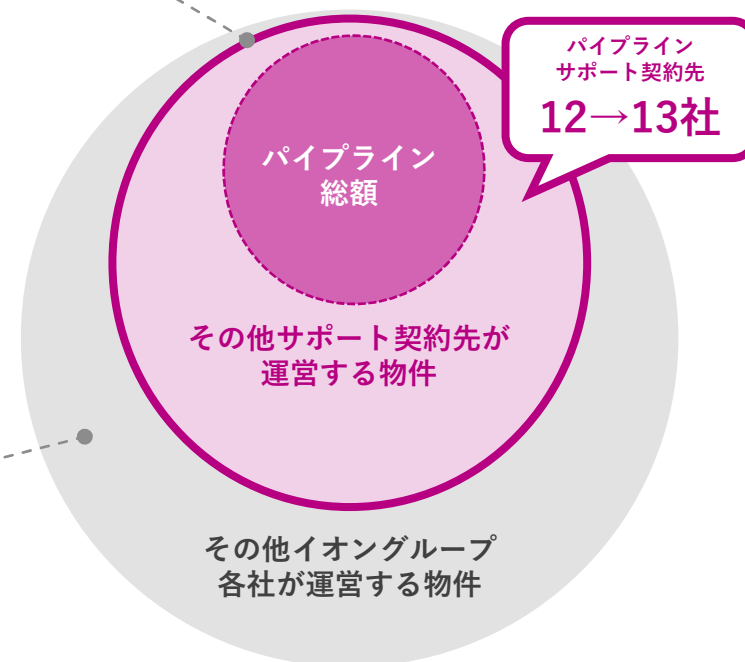 パイプライン
サポート契約先
12→13社
パイプライン
総額
その他サポート契約先が
運営する物件
その他イオングループ
各社が運営する物件